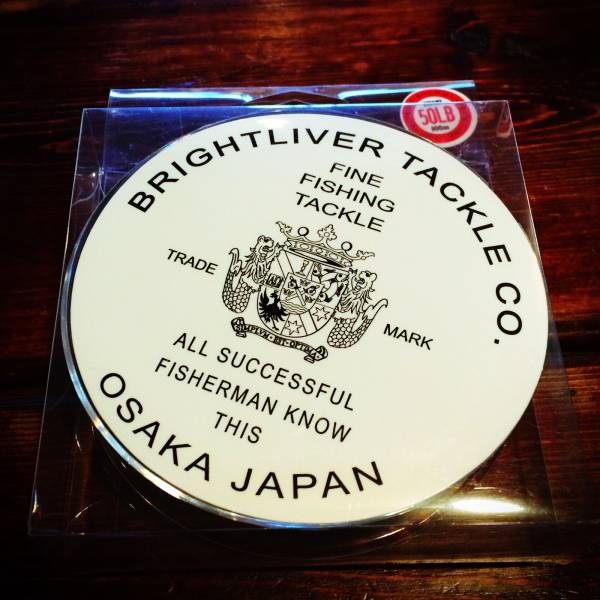 BRIGHTLIVER TACKLE CO.
FINE
FISHING
TACKLE
TRADE
MARK
ALL SUCCESSFUL
FISHERMAN KNOW
THIS
OSAKA JAPAN
50LB